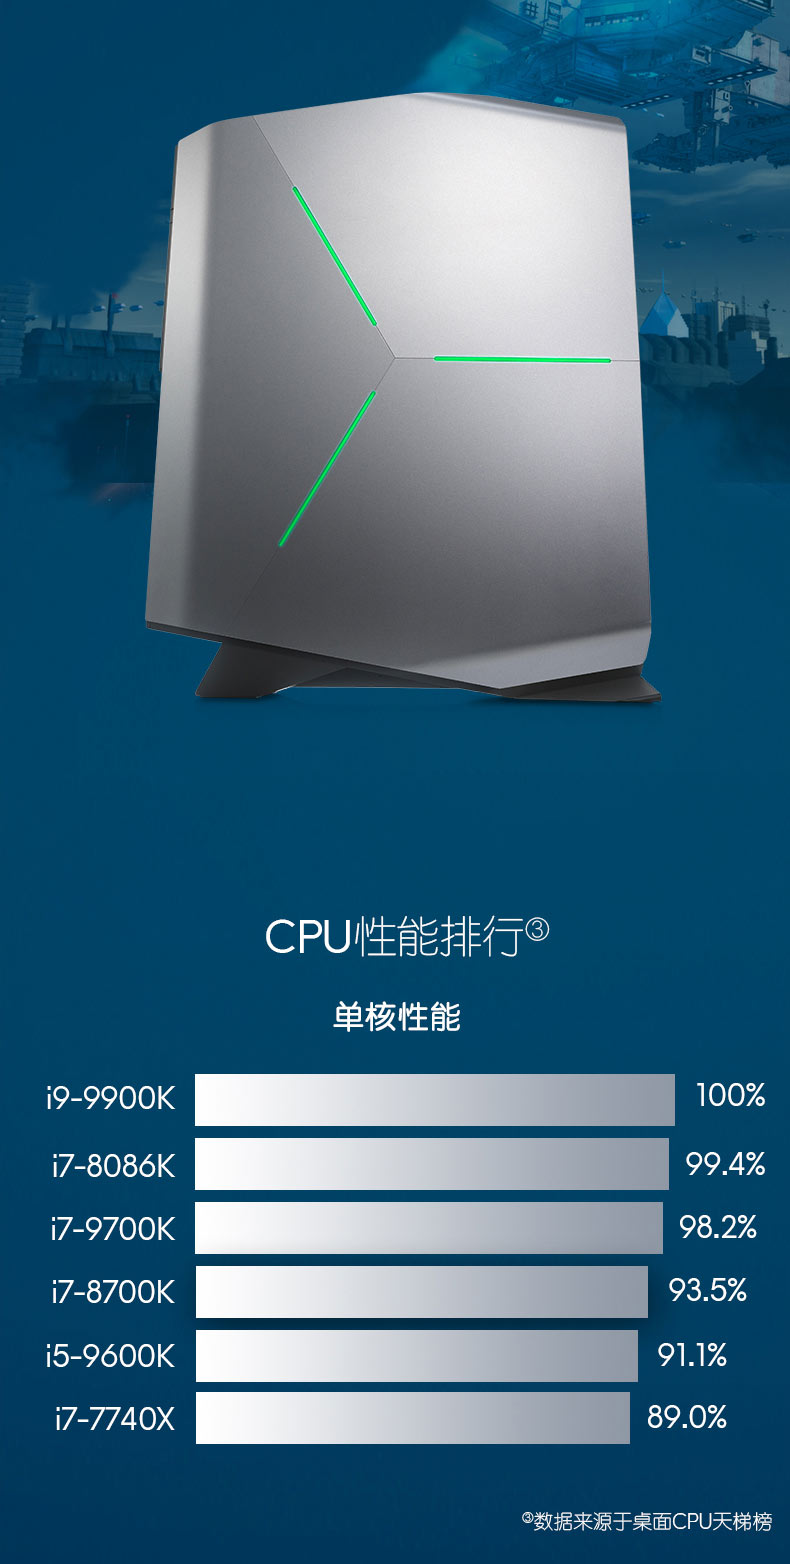 CPU性能排行③
单核性能
i9-9900K 100%
i7-8086K 99.4%
i7-9700K 98.2%
i7-8700K 93.5%
i5-9600K 91.1%
i7-7740X 89.0%
③数据来源于桌面CPU天梯榜